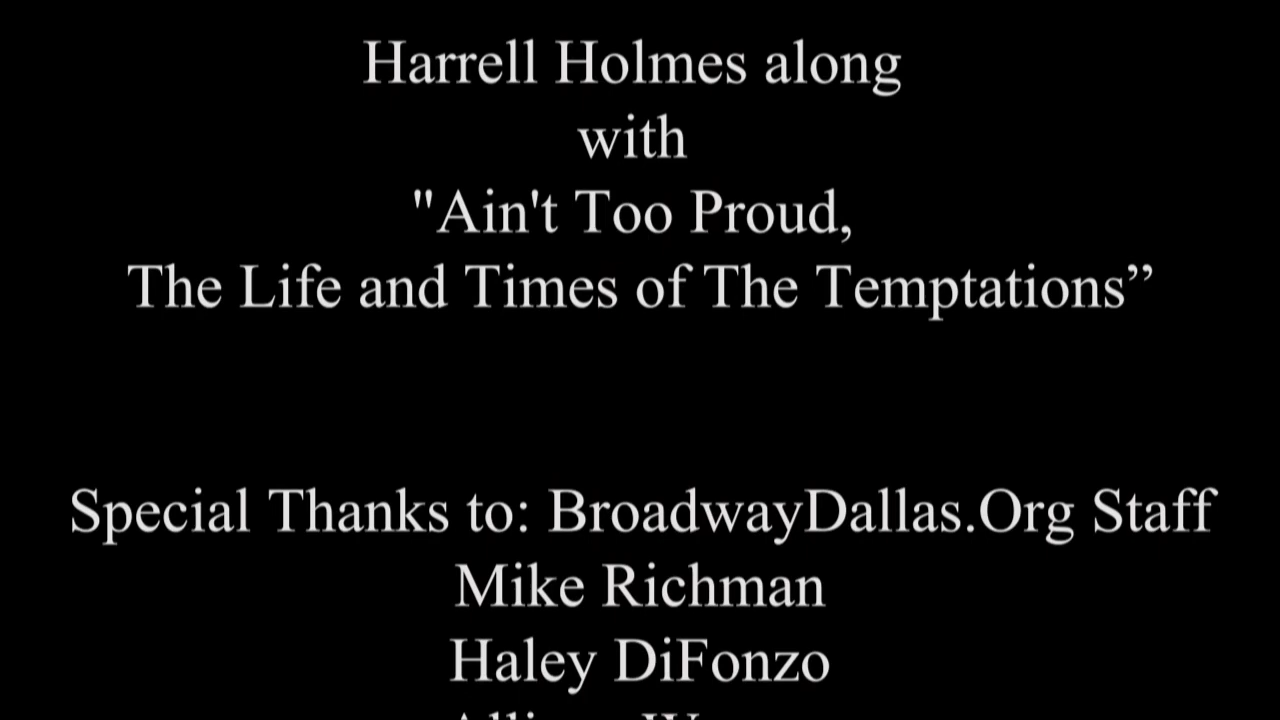 Harrell Holmes along
with
"Ain't Too Proud,
The Life and Times of The Temptations”
Special Thanks to: BroadwayDallas.Org Staff
Mike Richman
Haley DiFonzo